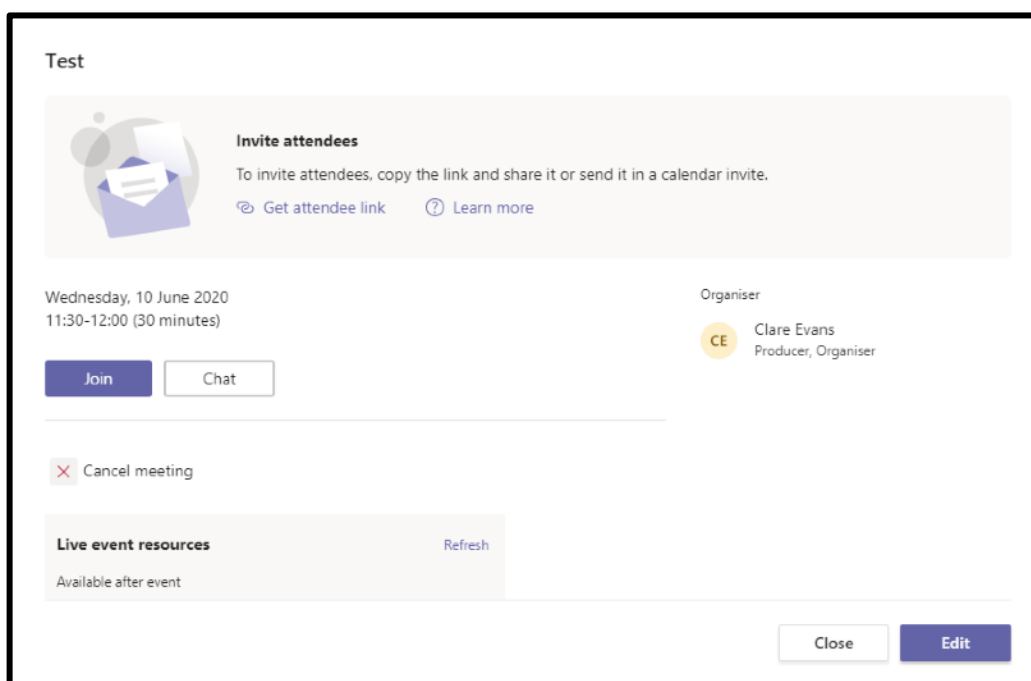 Test
Invite attendees
To invite attendees, copy the link and share it or send it in a calendar invite.
Get attendee link
Learn more
Wednesday, 10 June 2020
11:30-12:00 (30 minutes)
Join
Chat
Organiser
CE
Clare Evans
Producer, Organiser
Cancel meeting
Live event resources
Refresh
Available after event
Close
Edit